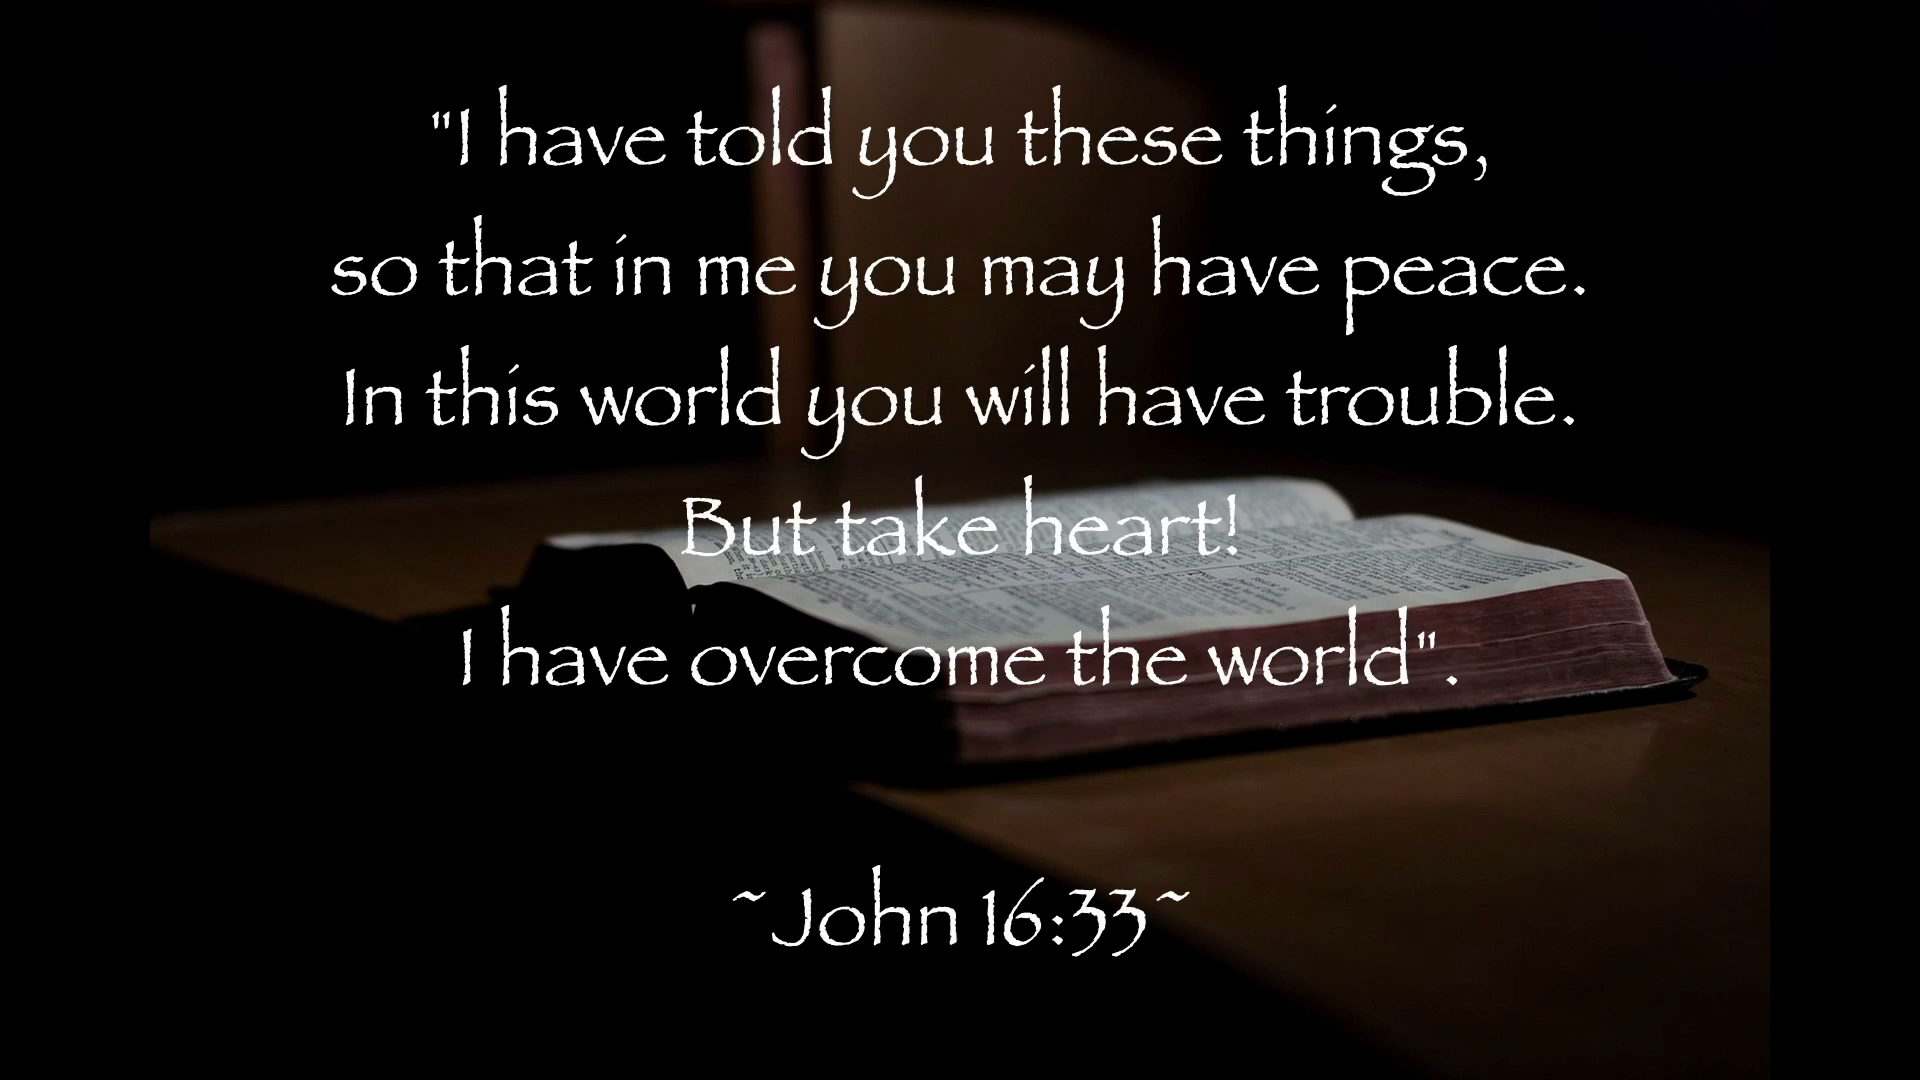 "I have told you these things,
so that in me you may have peace.
In this world you will have trouble.
But take heart!
I have overcome the world".
~John 16:33~